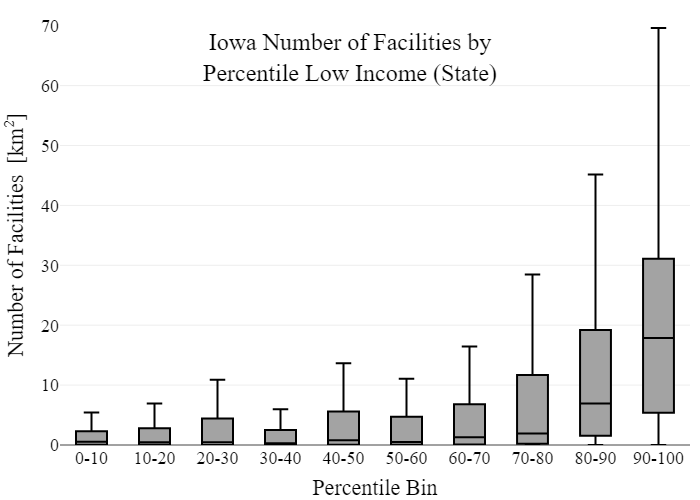 Iowa Number of Facilities by
Percentile Low Income (State)
Number of Facilities [km²]
70
60
50
40
30
20
10
0
0-10 10-20 20-30 30-40 40-50 50-60 60-70 70-80 80-90 90-100
Percentile Bin